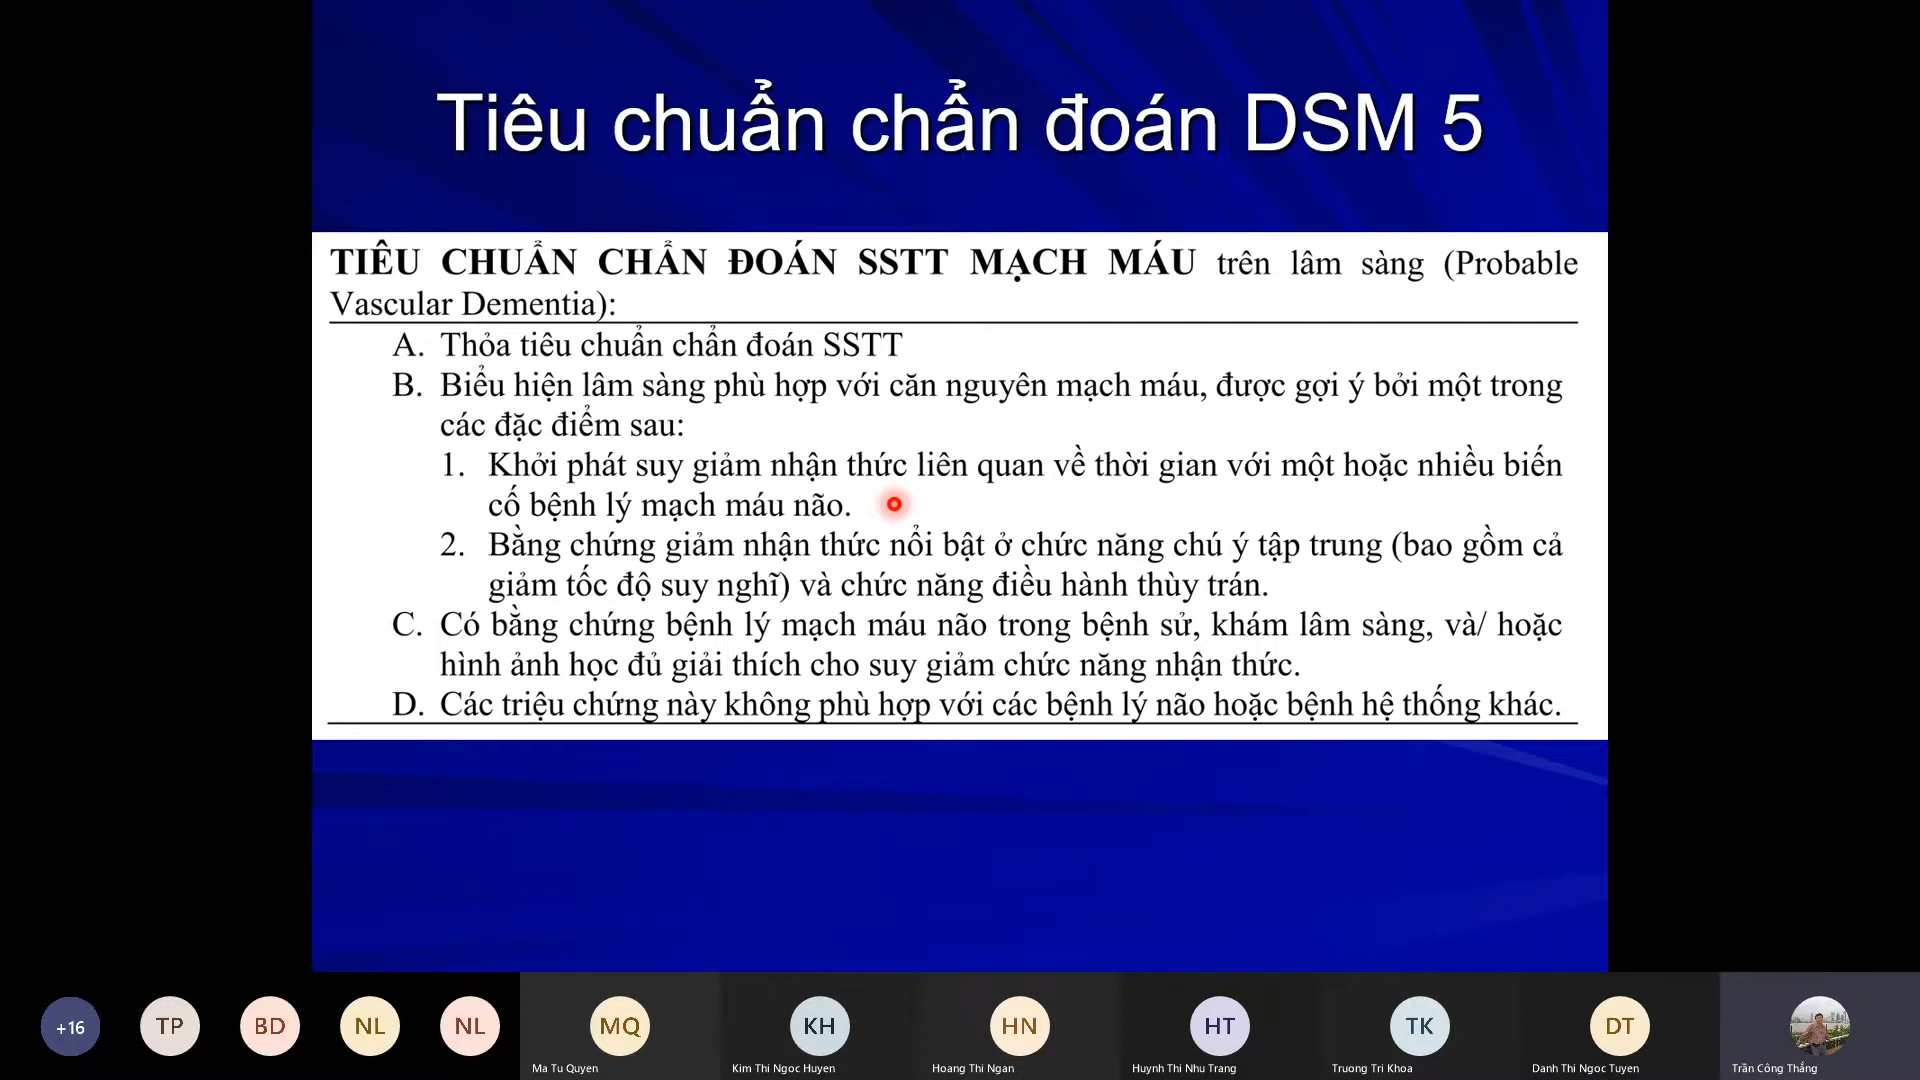 Tiêu chuẩn chẩn đoán DSM 5
TIÊU CHUẨN CHẨN ĐOÁN SSTT MẠCH MÁU trên lâm sàng (Probable
Vascular Dementia):
A. Thỏa tiêu chuẩn chẩn đoán SSTT
B. Biểu hiện lâm sàng phù hợp với căn nguyên mạch máu, được gợi ý bởi một trong
các đặc điểm sau:
1. Khởi phát suy giảm nhận thức liên quan về thời gian với một hoặc nhiều biến
cố bệnh lý mạch máu não.
2. Bằng chứng giảm nhận thức nổi bật ở chức năng chú ý tập trung (bao gồm cả
giảm tốc độ suy nghĩ) và chức năng điều hành thùy trán.
C. Có bằng chứng bệnh lý mạch máu não trong bệnh sử, khám lâm sàng, và/ hoặc
hình ảnh học đủ giải thích cho suy giảm chức năng nhận thức.
D. Các triệu chứng này không phù hợp với các bệnh lý não hoặc bệnh hệ thống khác.
+16 TP BD NL NL MQ KH HN HT TK DT
Ma Tu Quyen Kim Thi Ngoc Huyen Hoang Thi Ngan Huynh Thi Nhu Trang Truong Tri Khoa Danh Thi Ngoc Tuyen Trần Công Thắng